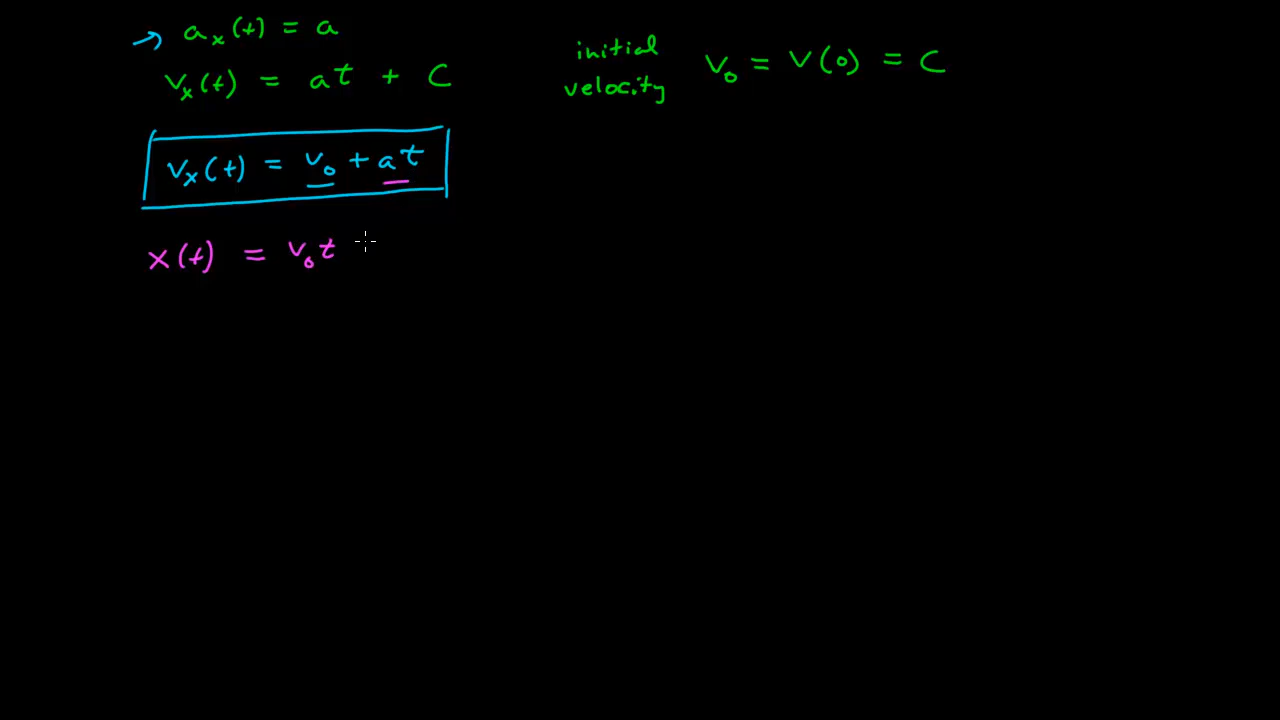 aₓ(t) = a
vₓ(t) = at + C
initial
velocity
v₀ = v(0) = C
vₓ(t) = v₀ + at
x(t) = v₀t